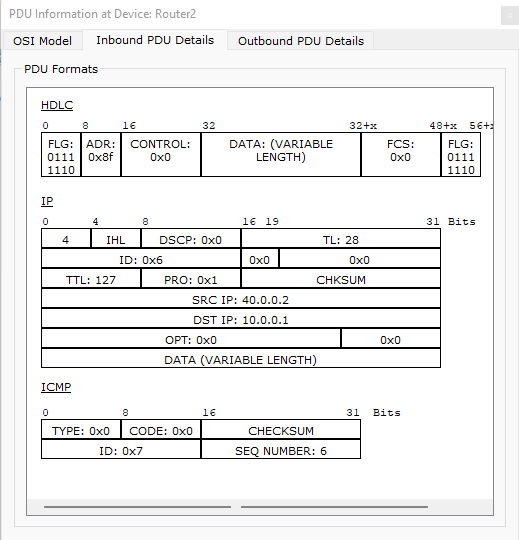 PDU Information at Device: Router2
x
OSI Model Inbound PDU Details Outbound PDU Details
PDU Formats
HDLC
0 8 16 32 32+x 48+x 56+x
FLG: ADR: CONTROL: DATA: (VARIABLE FCS: FLG:
0111 0x8f 0x0 LENGTH) 0x0 0111
1110 1110
IP
0 4 8 16 19 31 Bits
4 IHL DSCP: 0x0 TL: 28
ID: 0x6 0x0 0x0
TTL: 127 PRO: 0x1 CHKSUM
SRC IP: 40.0.0.2
DST IP: 10.0.0.1
OPT: 0x0 0x0
DATA (VARIABLE LENGTH)
ICMP
0 8 16 31 Bits
TYPE: 0x0 CODE: 0x0 CHECKSUM
ID: 0x7 SEQ NUMBER: 6